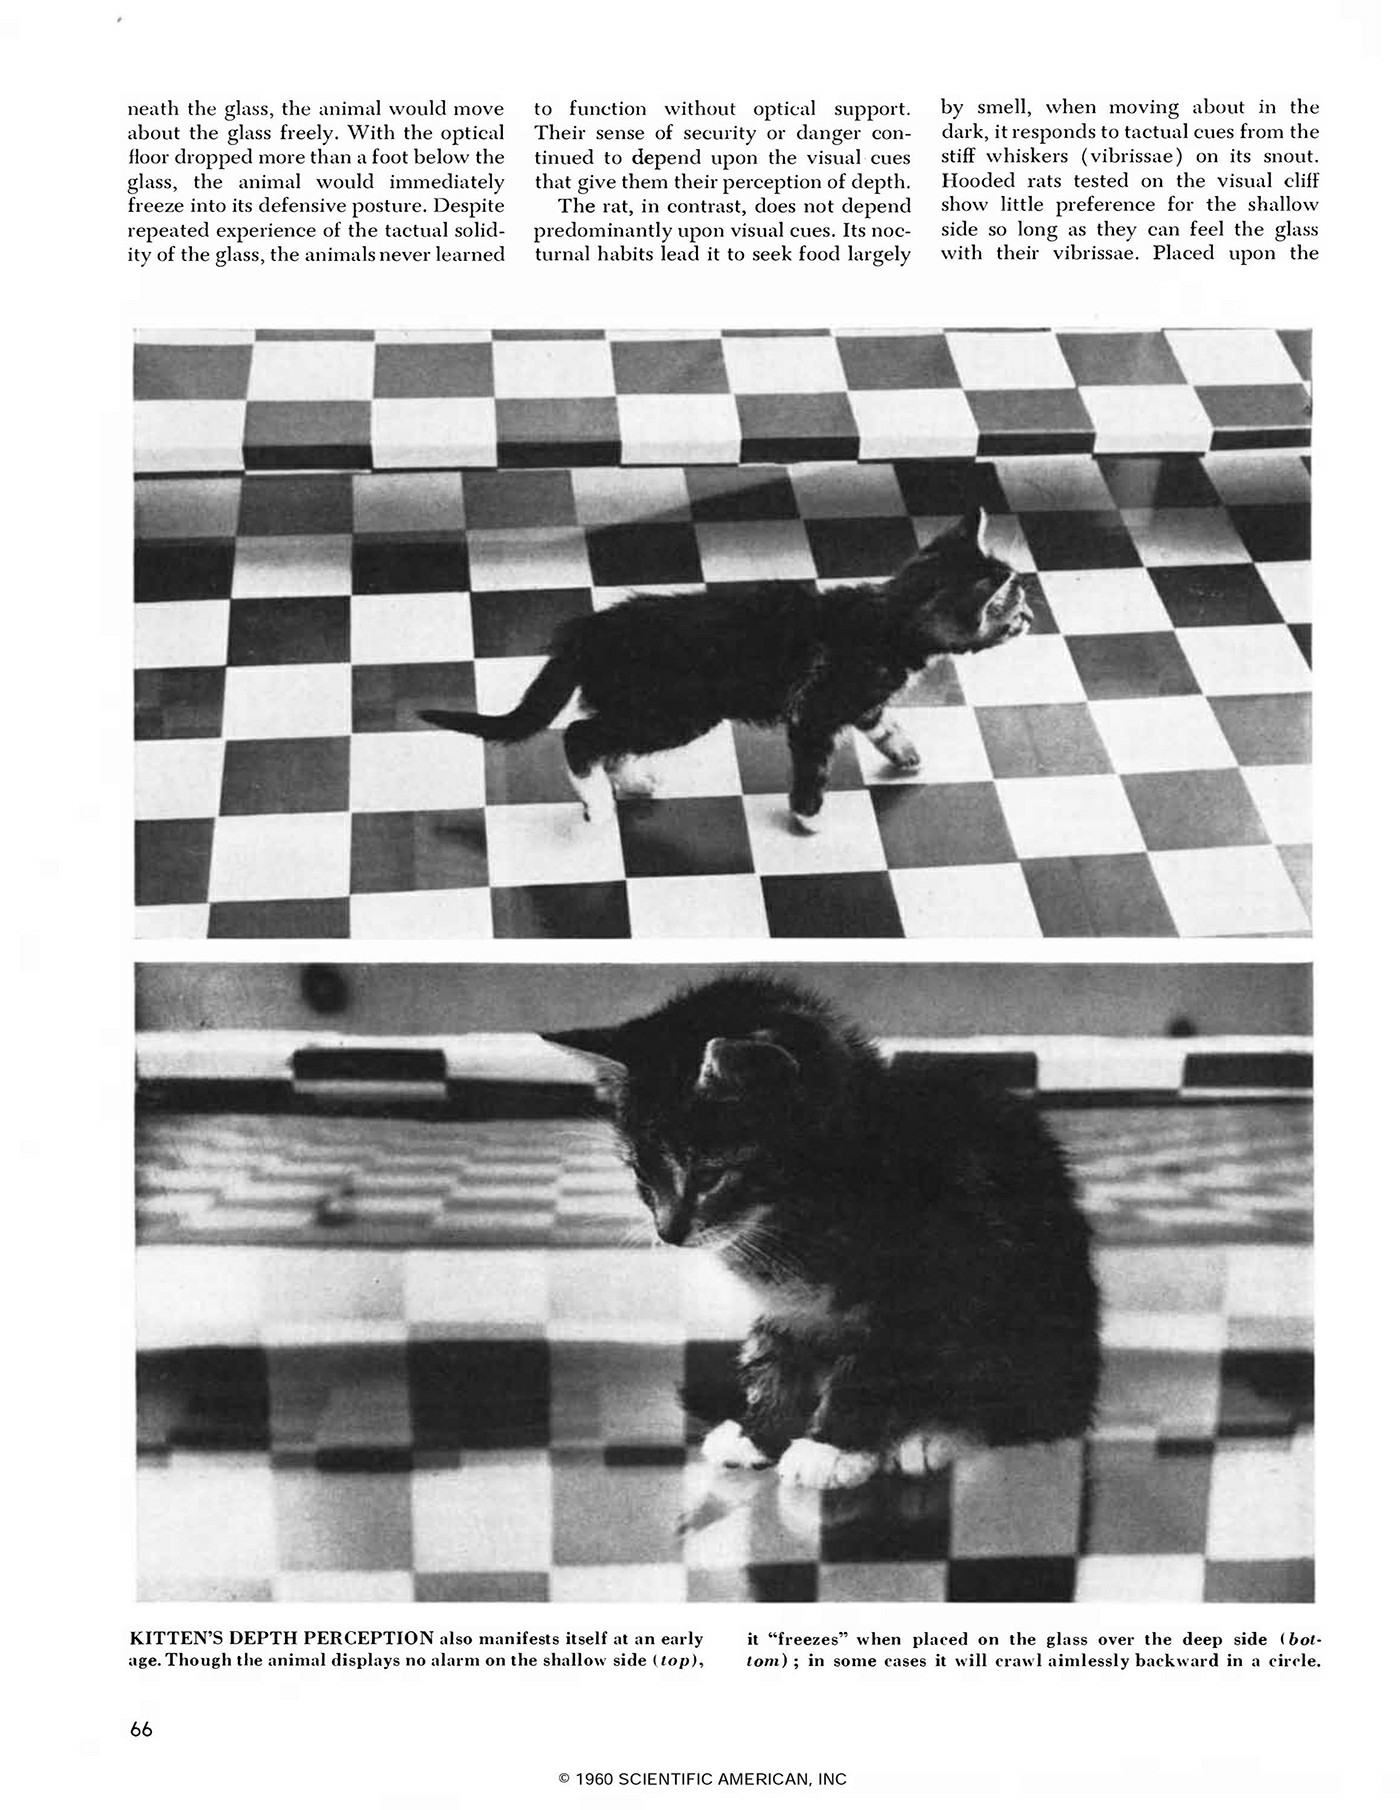 neath the glass, the animal would move
about the glass freely. With the optical
floor dropped more than a foot below the
glass, the animal would immediately
freeze into its defensive posture. Despite
repeated experience of the tactual solid-
ity of the glass, the animals never learned
to function without optical support.
Their sense of security or danger con-
tinued to depend upon the visual cues
that give them their perception of depth.
The rat, in contrast, does not depend
predominantly upon visual cues. Its noc-
turnal habits lead it to seek food largely
by smell, when moving about in the
dark, it responds to tactual cues from the
stiff whiskers (vibrissae) on its snout.
Hooded rats tested on the visual cliff
show little preference for the shallow
side so long as they can feel the glass
with their vibrissae. Placed upon the
KITTEN'S DEPTH PERCEPTION also manifests itself at an early
age. Though the animal displays no alarm on the shallow side (top),
it “freezes” when placed on the glass over the deep side (bot-
tom) ; in some cases it will crawl aimlessly backward in a circle.
66
© 1960 SCIENTIFIC AMERICAN, INC